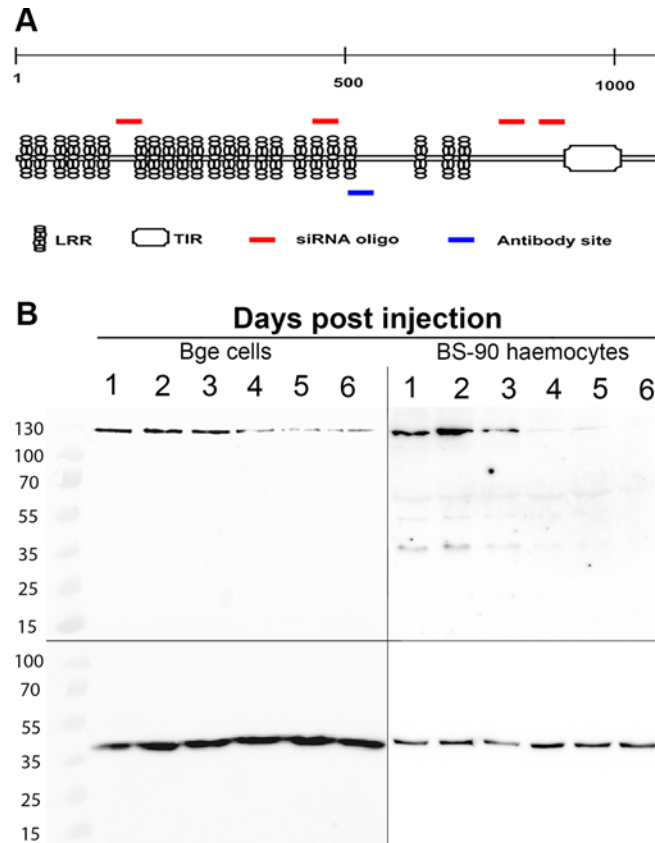 A
1 500 1000
LRR TIR siRNA oligo Antibody site
B
Days post injection
Bge cells BS-90 haemocytes
1 2 3 4 5 6 1 2 3 4 5 6
130
100
70
55
35
25
15
100
70
55
35
25
15